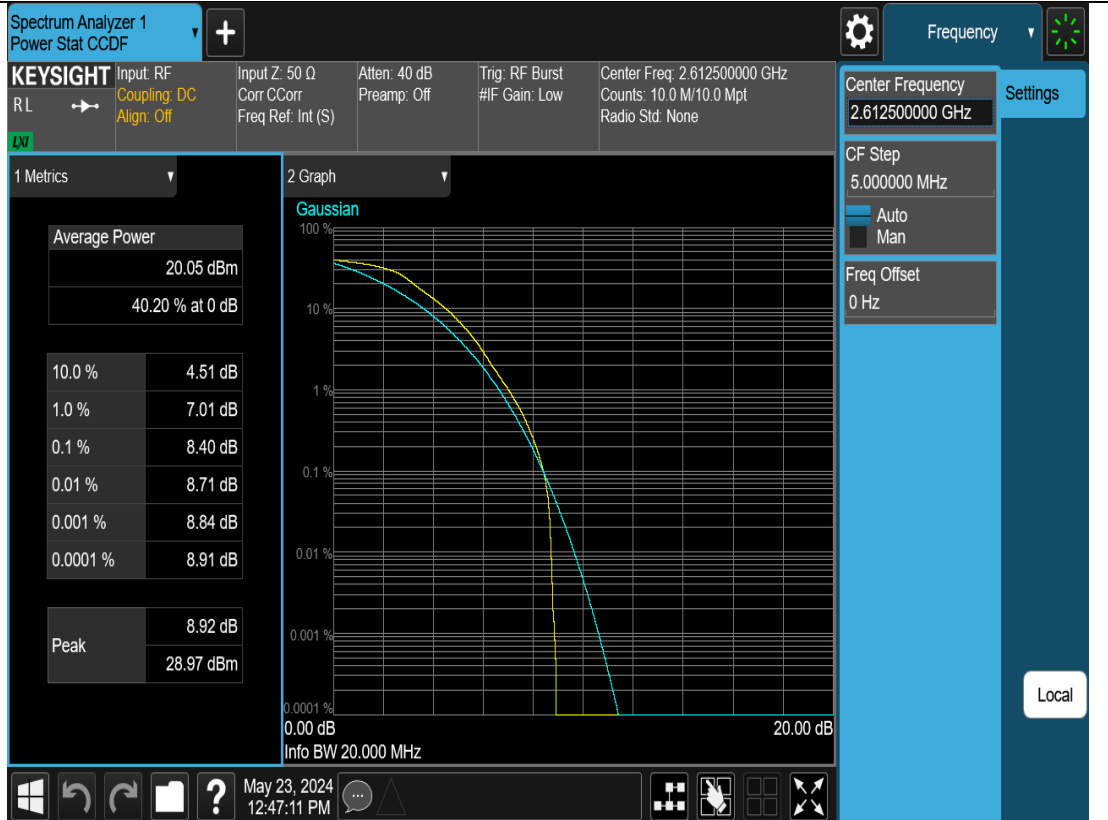 Spectrum Analyzer 1
Power Stat CCDF
+
Frequency
KEYSIGHT
RL
LXI
Input: RF
Coupling: DC
Align: Off
Input Z: 50 Ω
Corr CCorr
Freq Ref: Int (S)
Atten: 40 dB
Preamp: Off
Trig: RF Burst
#IF Gain: Low
Center Freq: 2.612500000 GHz
Counts: 10.0 M/10.0 Mpt
Radio Std: None
Center Frequency
2.612500000 GHz
Settings
CF Step
5.000000 MHz
Auto
Man
Freq Offset
0 Hz
1 Metrics
Average Power
20.05 dBm
40.20 % at 0 dB
10.0 % 4.51 dB
1.0 % 7.01 dB
0.1 % 8.40 dB
0.01 % 8.71 dB
0.001 % 8.84 dB
0.0001 % 8.91 dB
Peak
8.92 dB
28.97 dBm
2 Graph
Gaussian
100 %
10 %
1 %
0.1 %
0.01 %
0.001 %
0.0001 %
0.00 dB 20.00 dB
Info BW 20.000 MHz
Local
?
May 23, 2024
12:47:11 PM